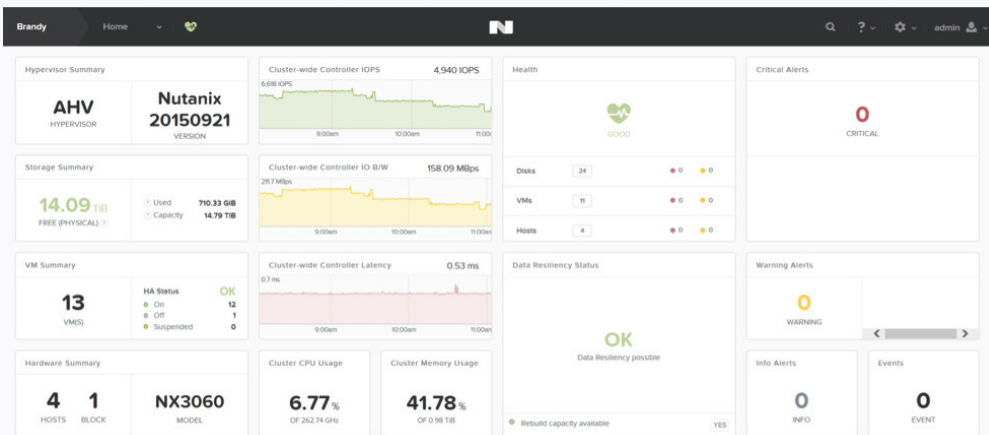 Brandy
Home
?
admin
Hypervisor Summary
AHV
HYPERVISOR
Nutanix
20150921
VERSION
Cluster-wide Controller IOPS 4,940 IOPS
6,618 IOPS
9:00am 10:00am 11:00
Health
GOOD
Disks 24 0 0
VMs 11 0 0
Hosts 4 0 0
Critical Alerts
0
CRITICAL
Storage Summary
14.09 TiB
FREE (PHYSICAL) ?
? Used 710.33 GiB
? Capacity 14.79 TiB
Cluster-wide Controller IO B/W 158.09 MBps
211.7 MBps
9:00am 10:00am 11:00am
VM Summary
13
VM(S)
HA Status OK
On 12
Off 1
Suspended 0
Cluster-wide Controller Latency 0.53 ms
0.7 ms
9:00am 10:00am 11:00am
Data Resiliency Status
OK
Data Resiliency possible
Rebuild capacity available YES
Warning Alerts
0
WARNING
Hardware Summary
4
HOSTS
1
BLOCK
NX3060
MODEL
Cluster CPU Usage
6.77 %
OF 262.74 GHz
Cluster Memory Usage
41.78 %
OF 0.98 TiB
Info Alerts
0
INFO
Events
0
EVENT